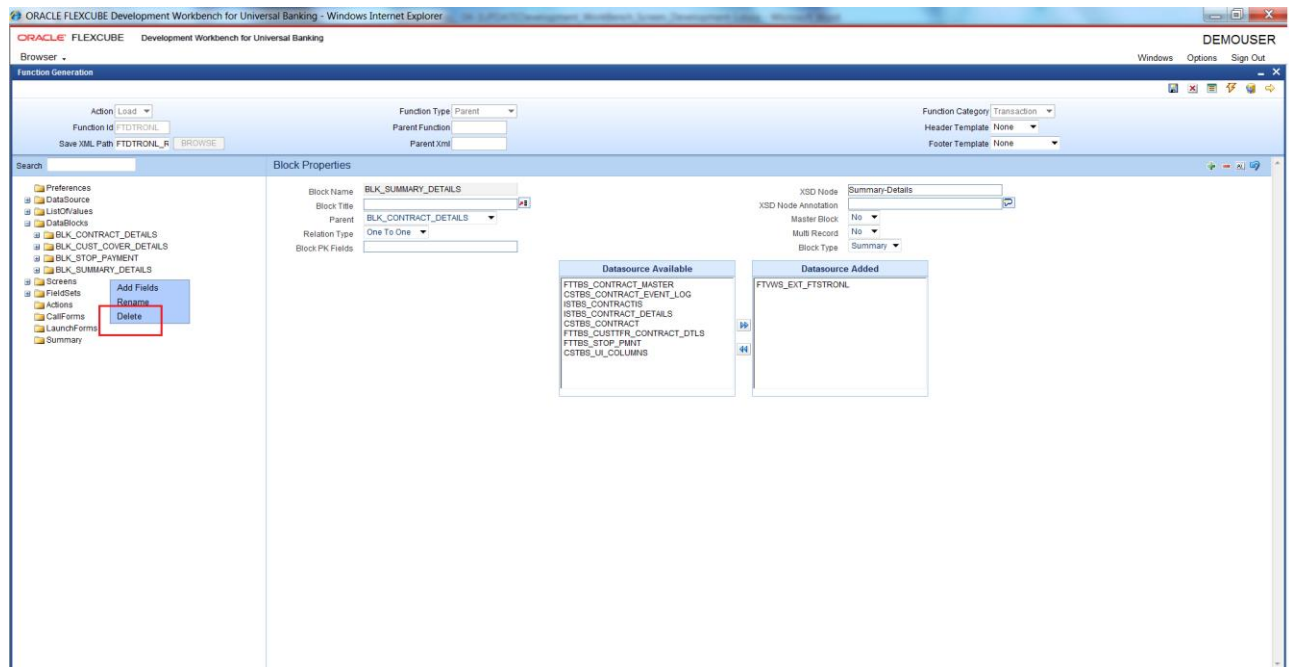 ORACLE FLEXCUBE Development Workbench for Universal Banking - Windows Internet Explorer
ORACLE FLEXCUBE Development Workbench for Universal Banking
DEMOUSER
Browser
Windows Options Sign Out
Function Generation
Action Load
Function Type Parent
Function Category Transaction
Function Id FTDTRONL
Parent Function
Header Template None
Save XML Path FTDTRONL_R BROWSE
Parent Xml
Footer Template None
Search
Block Properties
Preferences
DataSource
ListOfValues
DataBlocks
BLK_CONTRACT_DETAILS
BLK_CUST_COVER_DETAILS
BLK_STOP_PAYMENT
BLK_SUMMARY_DETAILS
Screens
FieldSets
Actions
CallForms
LaunchForms
Summary
Add Fields
Rename
Delete
Block Name BLK_SUMMARY_DETAILS
XSD Node Summary-Details
Block Title
XSD Node Annotation
Parent BLK_CONTRACT_DETAILS
Master Block No
Relation Type One To One
Multi Record No
Block PK Fields
Block Type Summary
Datasource Available
FTTBS_CONTRACT_MASTER
CSTBS_CONTRACT_EVENT_LOG
ISTBS_CONTRACTIS
ISTBS_CONTRACT_DETAILS
CSTBS_CONTRACT
FTTBS_CUSTTFR_CONTRACT_DTLS
FTTBS_STOP_PMNT
CSTBS_UI_COLUMNS
Datasource Added
FTVWS_EXT_FTSTRONL